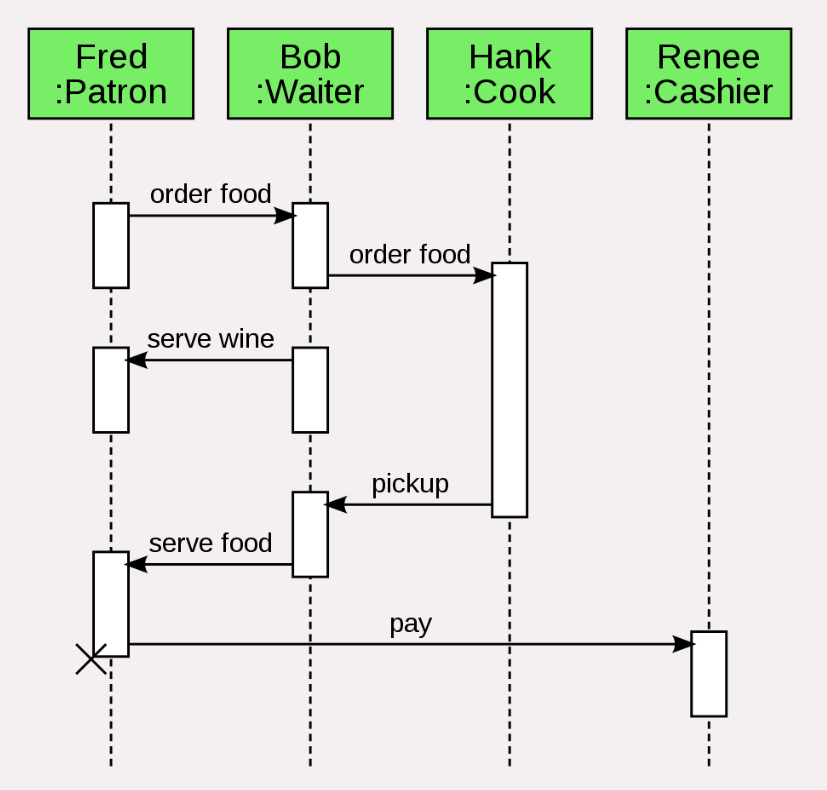 Fred
:Patron
Bob
:Waiter
Hank
:Cook
Renee
:Cashier
order food
order food
serve wine
pickup
serve food
pay